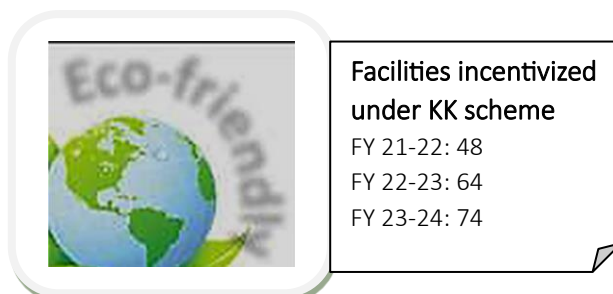 Eco-friendly
Facilities incentivized
under KK scheme
FY 21-22: 48
FY 22-23: 64
FY 23-24: 74